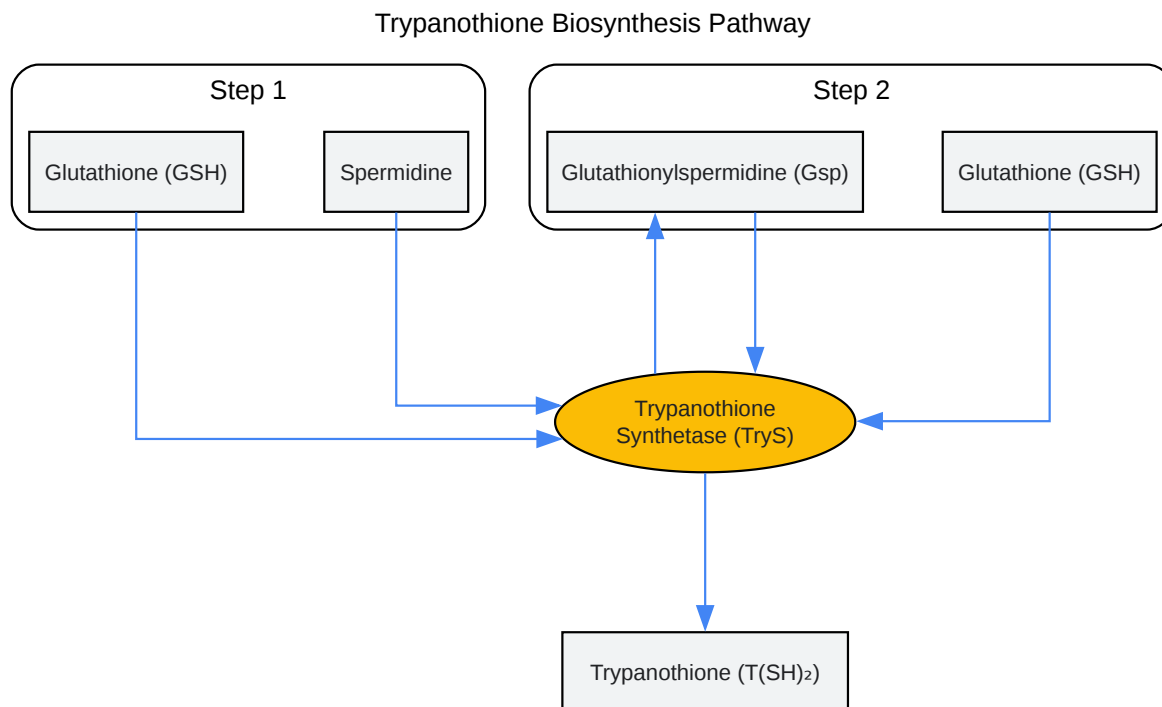 Trypanothione Biosynthesis Pathway
Step 1
Step 2
Glutathione (GSH)
Spermidine
Glutathionylspermidine (Gsp)
Glutathione (GSH)
Trypanothione
Synthetase (TryS)
Trypanothione (T(SH)₂)